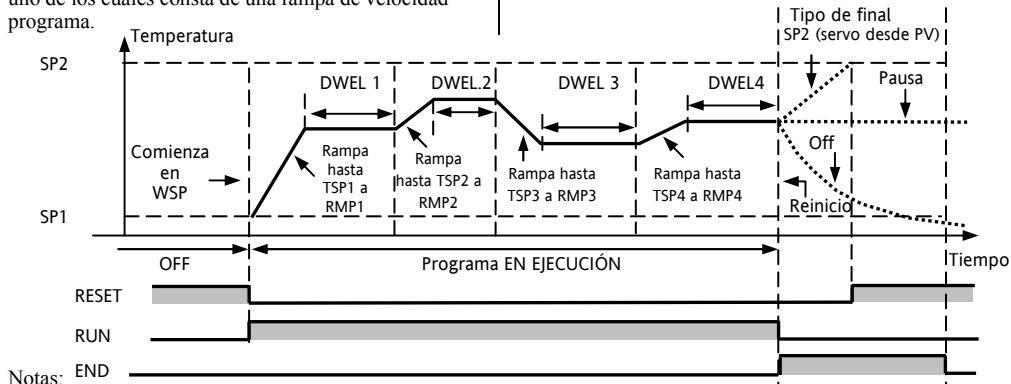 uno de los cuales consta de una rampa de velocidad
programa.
Tipo de final
SP2 (servo desde PV)
Temperatura
SP2
DWEL 1
DWEL.2
DWEL 3
DWEL4
Pausa
Comienza
en
WSP
Rampa
hasta
TSP1 a
RMP1
Rampa
hasta TSP2 a
RMP2
Rampa hasta
TSP3 a RMP3
Rampa hasta
TSP4 a RMP4
Off
Reinicio
SP1
OFF
Programa EN EJECUCIÓN
Tiempo
RESET
RUN
Notas:
END